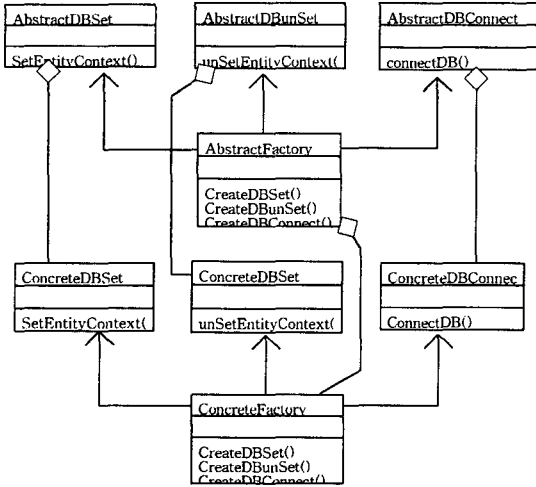 AbstractDBSet
SetEntityContext()
AbstractDBunSet
unSetEntityContext()
AbstractDBConnect
connectDB()
AbstractFactory
CreateDBSet()
CreateDBunSet()
CreateDBConnect()
ConcreteDBSet
SetEntityContext(
ConcreteDBSet
unSetEntityContext(
ConcreteDBConnec
ConnectDB()
ConcreteFactory
CreateDBSet()
CreateDBunSet()
CreateDBConnect()